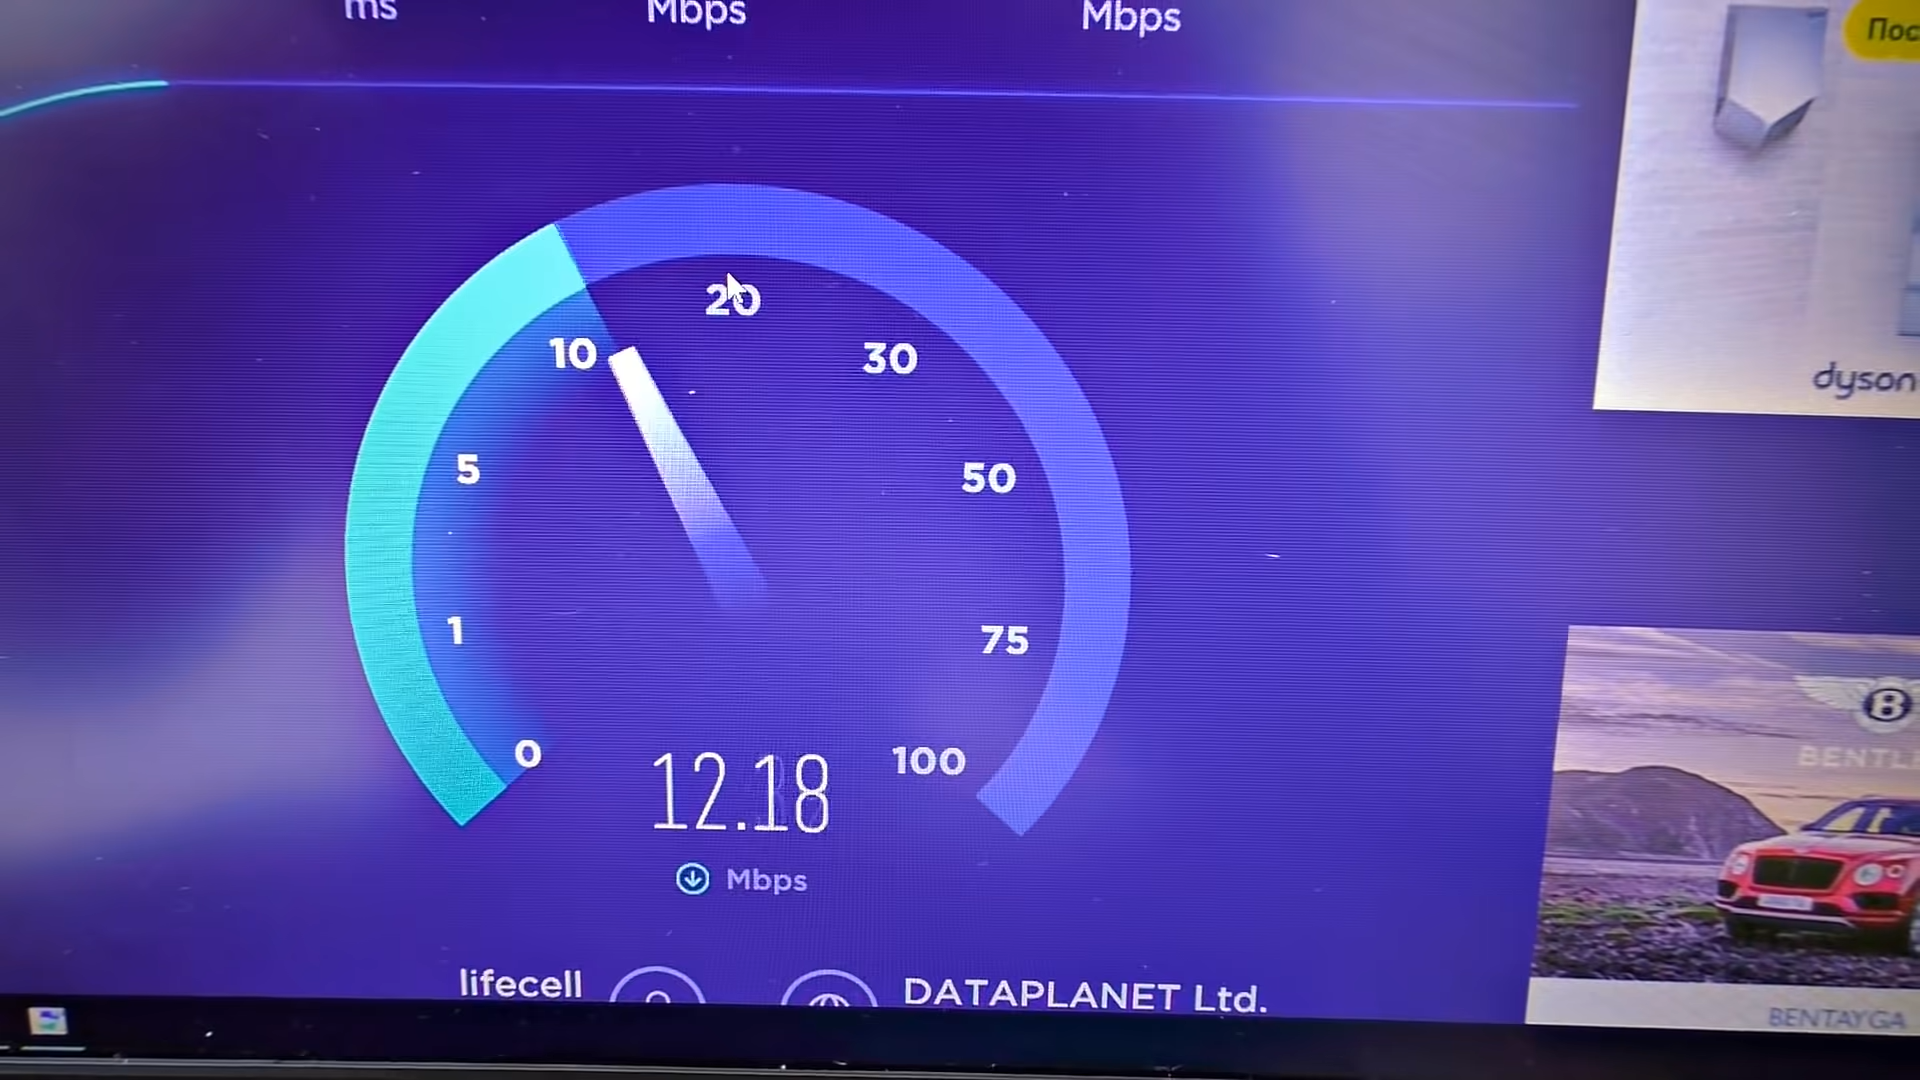 ms
Mbps
Mbps
20
10
30
5
50
1
75
0
100
12.18
Mbps
lifecell
DATAPLANET Ltd.
dyson
B
BENTAYGA